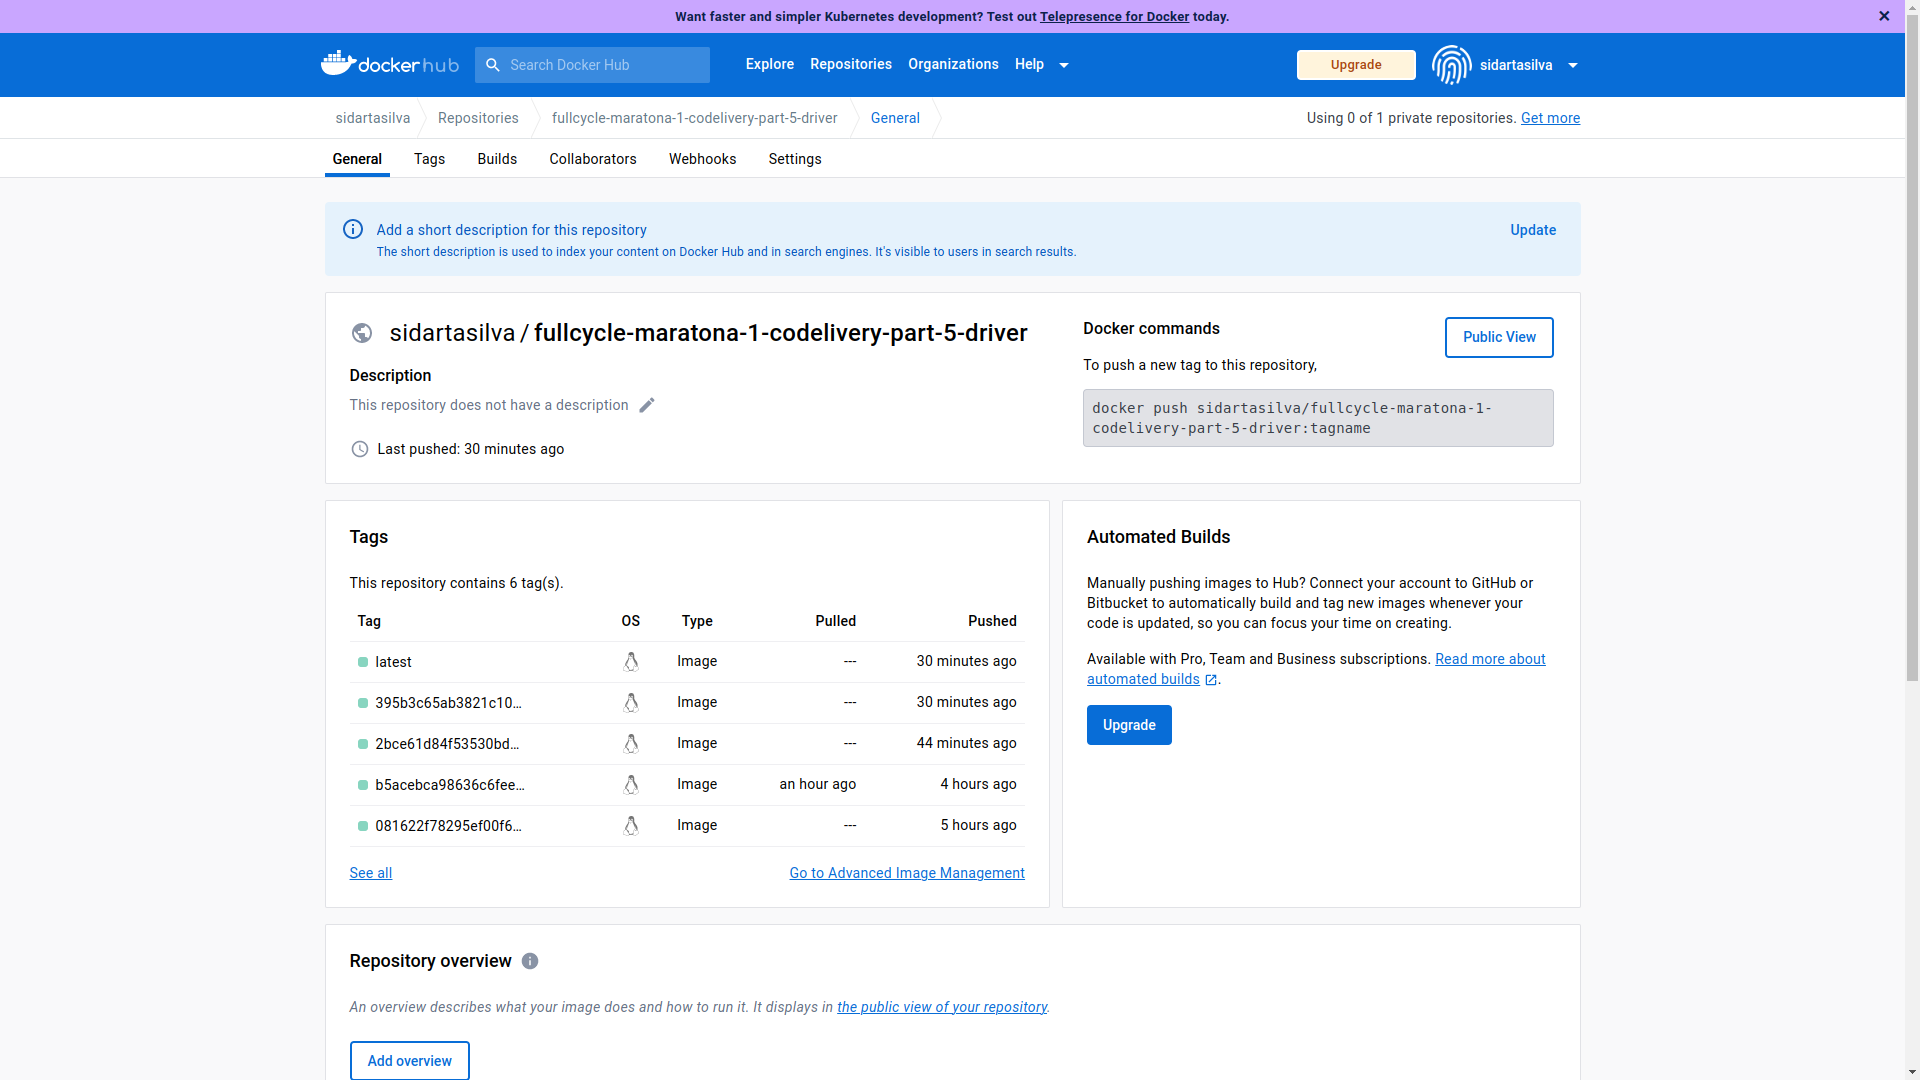 Want faster and simpler Kubernetes development? Test out Telepresence for Docker today.
docker hub
Search Docker Hub
Explore Repositories Organizations Help
Upgrade
sidartasilva
sidartasilva Repositories fullcycle-maratona-1-codelivery-part-5-driver General
Using 0 of 1 private repositories. Get more
General Tags Builds Collaborators Webhooks Settings
Add a short description for this repository
Update
The short description is used to index your content on Docker Hub and in search engines. It's visible to users in search results.
sidartasilva / fullcycle-maratona-1-codelivery-part-5-driver
Description
This repository does not have a description
Last pushed: 30 minutes ago
Docker commands
Public View
To push a new tag to this repository,
docker push sidartasilva/fullcycle-maratona-1-
codelivery-part-5-driver:tagname
Tags
This repository contains 6 tag(s).
Tag OS Type Pulled Pushed
latest Image --- 30 minutes ago
395b3c65ab3821c10... Image --- 30 minutes ago
2bce61d84f53530bd... Image --- 44 minutes ago
b5acebca98636c6fee... Image an hour ago 4 hours ago
081622f78295ef00f6... Image --- 5 hours ago
See all
Go to Advanced Image Management
Automated Builds
Manually pushing images to Hub? Connect your account to GitHub or
Bitbucket to automatically build and tag new images whenever your
code is updated, so you can focus your time on creating.
Available with Pro, Team and Business subscriptions. Read more about
automated builds .
Upgrade
Repository overview
An overview describes what your image does and how to run it. It displays in the public view of your repository.
Add overview